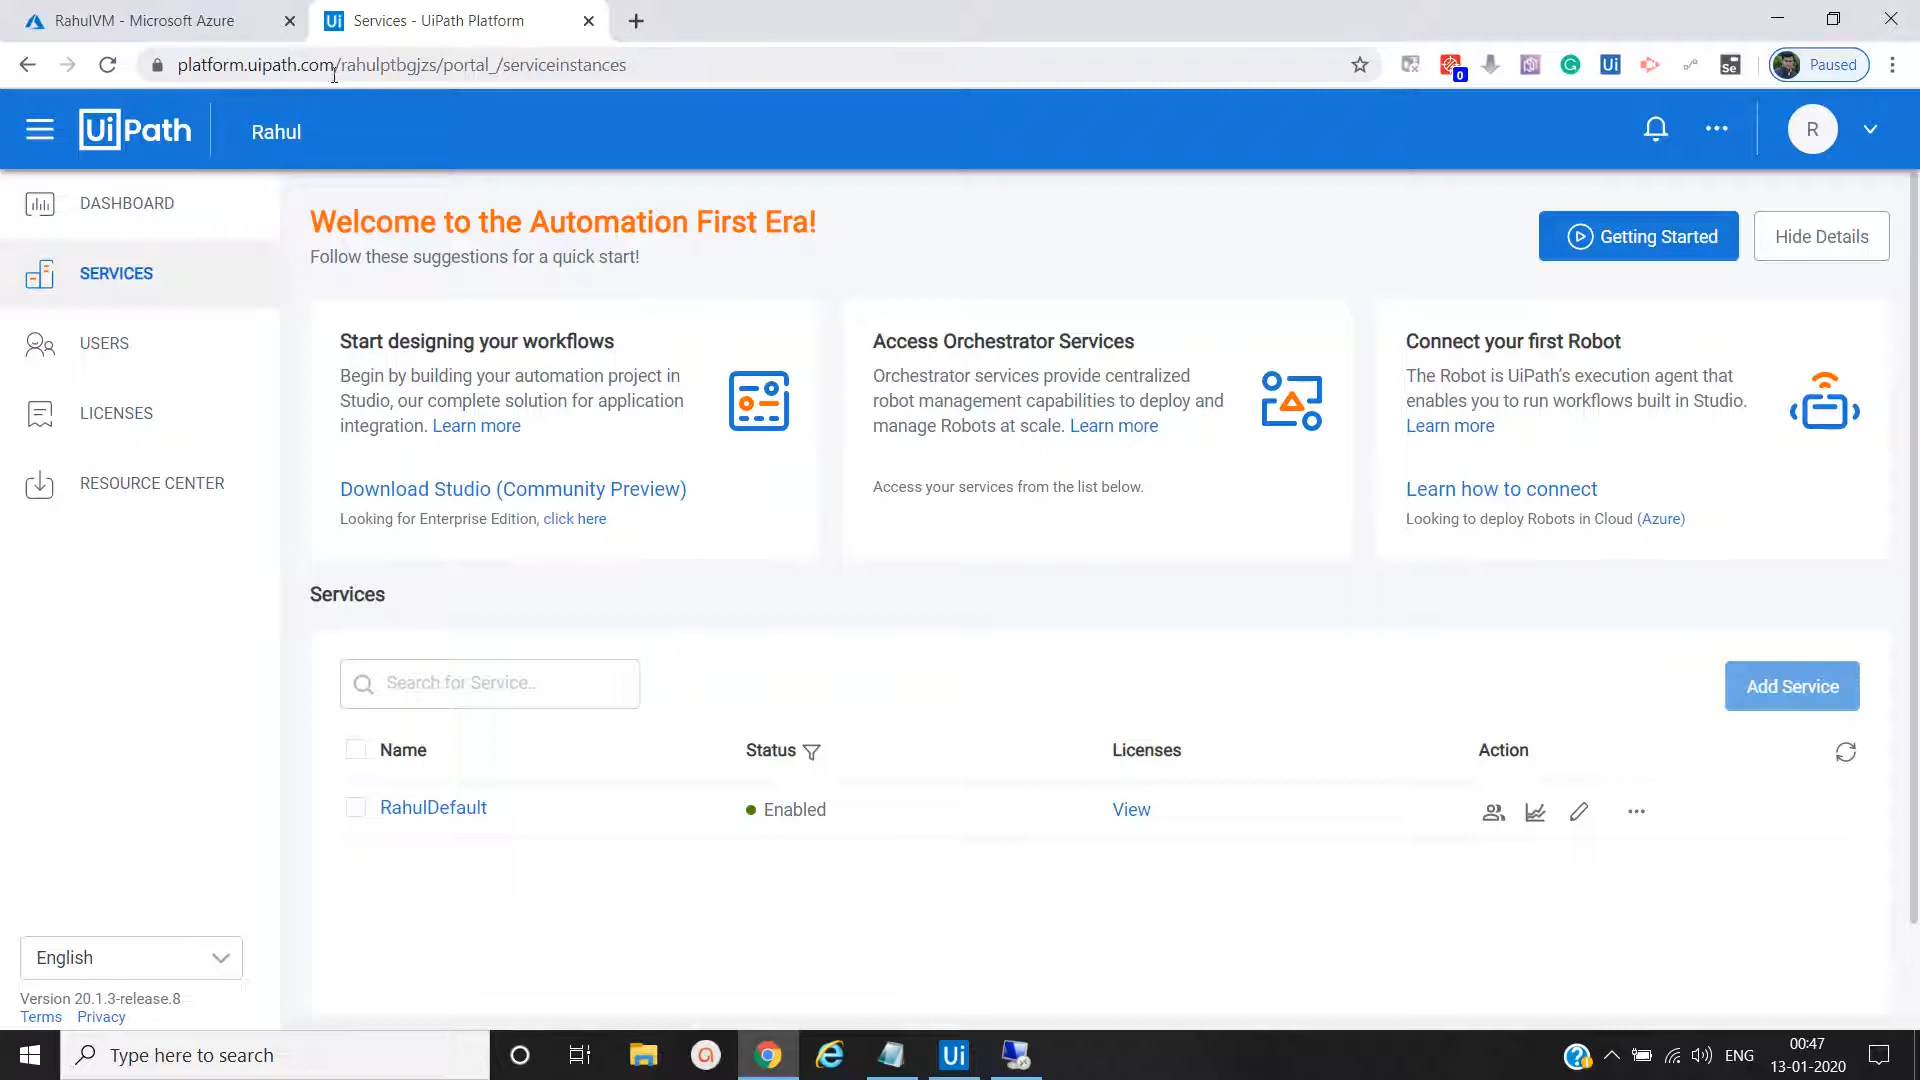 RahulVM - Microsoft Azure
Services - UiPath Platform
platform.uipath.com/rahulptbgjzs/portal_/serviceinstances
0
Ui
Se
Paused
UiPath
Rahul
R
DASHBOARD
SERVICES
USERS
LICENSES
RESOURCE CENTER
Welcome to the Automation First Era!
Follow these suggestions for a quick start!
Getting Started
Hide Details
Start designing your workflows
Begin by building your automation project in
Studio, our complete solution for application
integration. Learn more
Download Studio (Community Preview)
Looking for Enterprise Edition, click here
Access Orchestrator Services
Orchestrator services provide centralized
robot management capabilities to deploy and
manage Robots at scale. Learn more
Access your services from the list below.
Connect your first Robot
The Robot is UiPath's execution agent that
enables you to run workflows built in Studio.
Learn more
Learn how to connect
Looking to deploy Robots in Cloud (Azure)
Services
Search for Service..
Add Service
Name Status Licenses Action
RahulDefault Enabled View
English
Version 20.1.3-release.8
Terms Privacy
Type here to search
Ui
ENG
00:47
13-01-2020